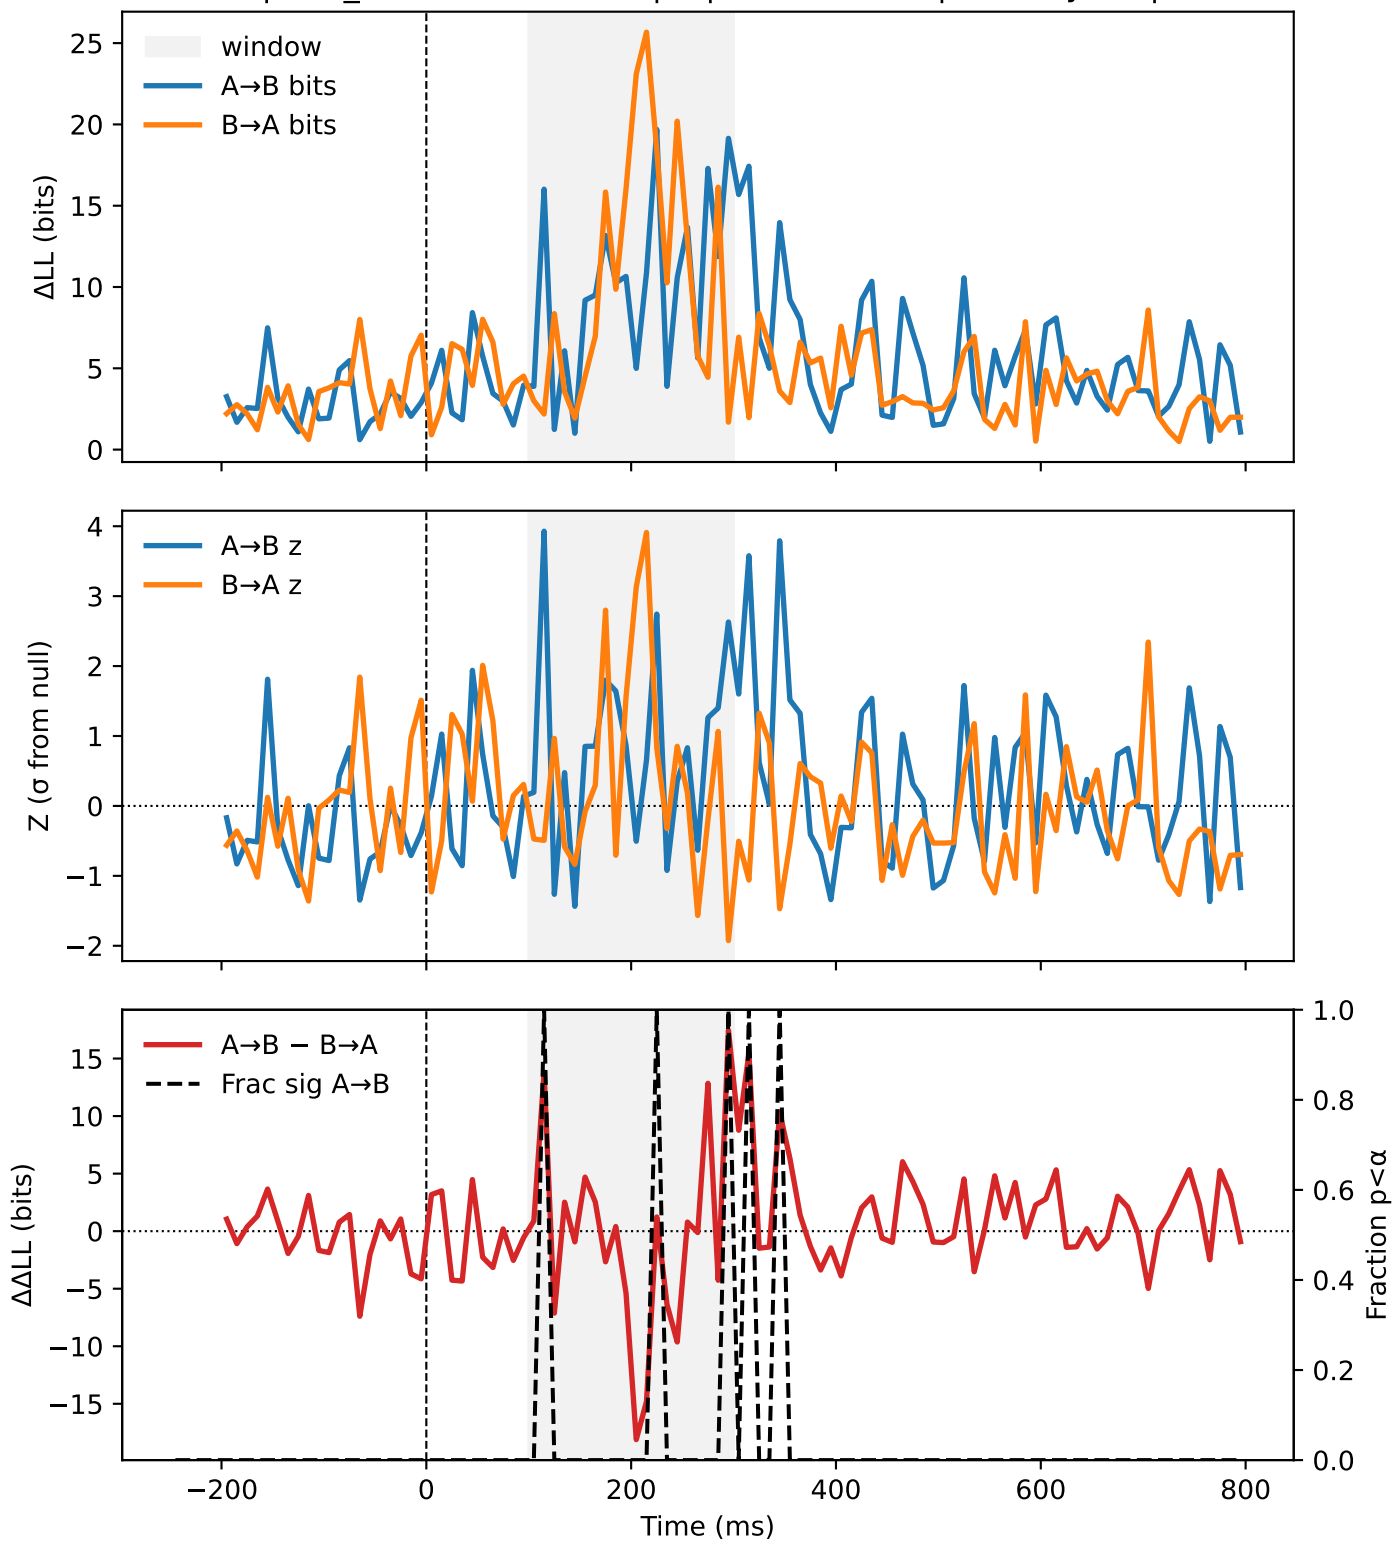 25
20
15
10
5
0
ΔLL (bits)
window
A→B bits
B→A bits
4
3
2
1
0
−1
−2
Z (σ from null)
A→B z
B→A z
15
10
5
0
−5
−10
−15
ΔΔLL (bits)
A→B − B→A
Frac sig A→B
1.0
0.8
0.6
0.4
0.2
0.0
Fraction p<α
−200 0 200 400 600 800
Time (ms)